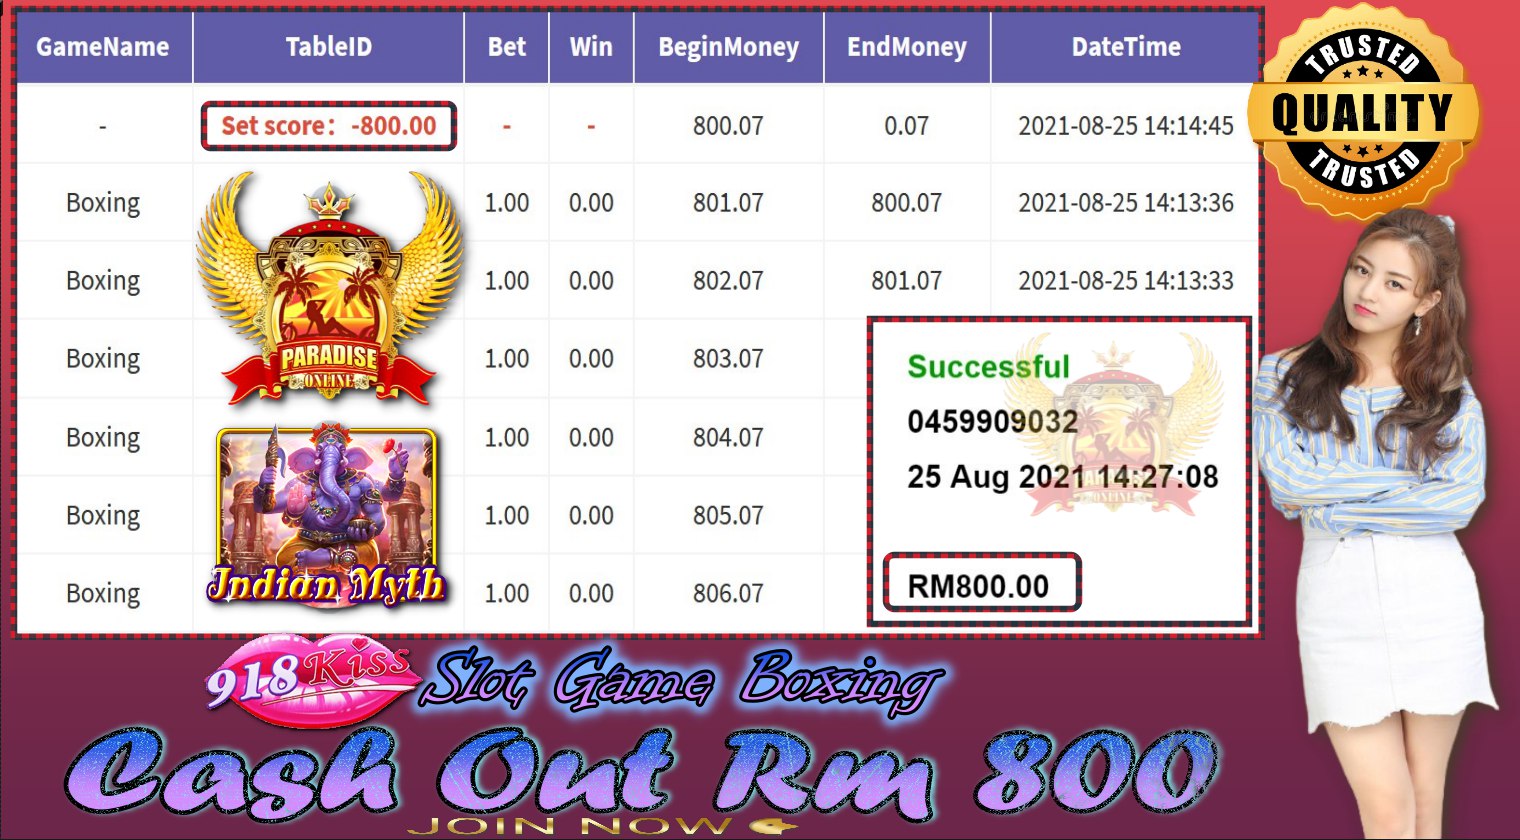 GameName TableID Bet Win BeginMoney EndMoney DateTime
- Set score: -800.00 - - 800.07 0.07 2021-08-25 14:14:45
Boxing 1.00 0.00 801.07 800.07 2021-08-25 14:13:36
Boxing 1.00 0.00 802.07 801.07 2021-08-25 14:13:33
Boxing 1.00 0.00 803.07
Boxing 1.00 0.00 804.07
Boxing 1.00 0.00 805.07
Boxing 1.00 0.00 806.07
PARADISE
ONLINE
Indian Myth
Successful
0459909032
25 Aug 2021 14:27:08
PARADISE
ONLINE
RM800.00
TRUSTED
QUALITY
TRUSTED
918Kiss Slot Game Boxing
Cash Out Rm 800
JOIN NOW